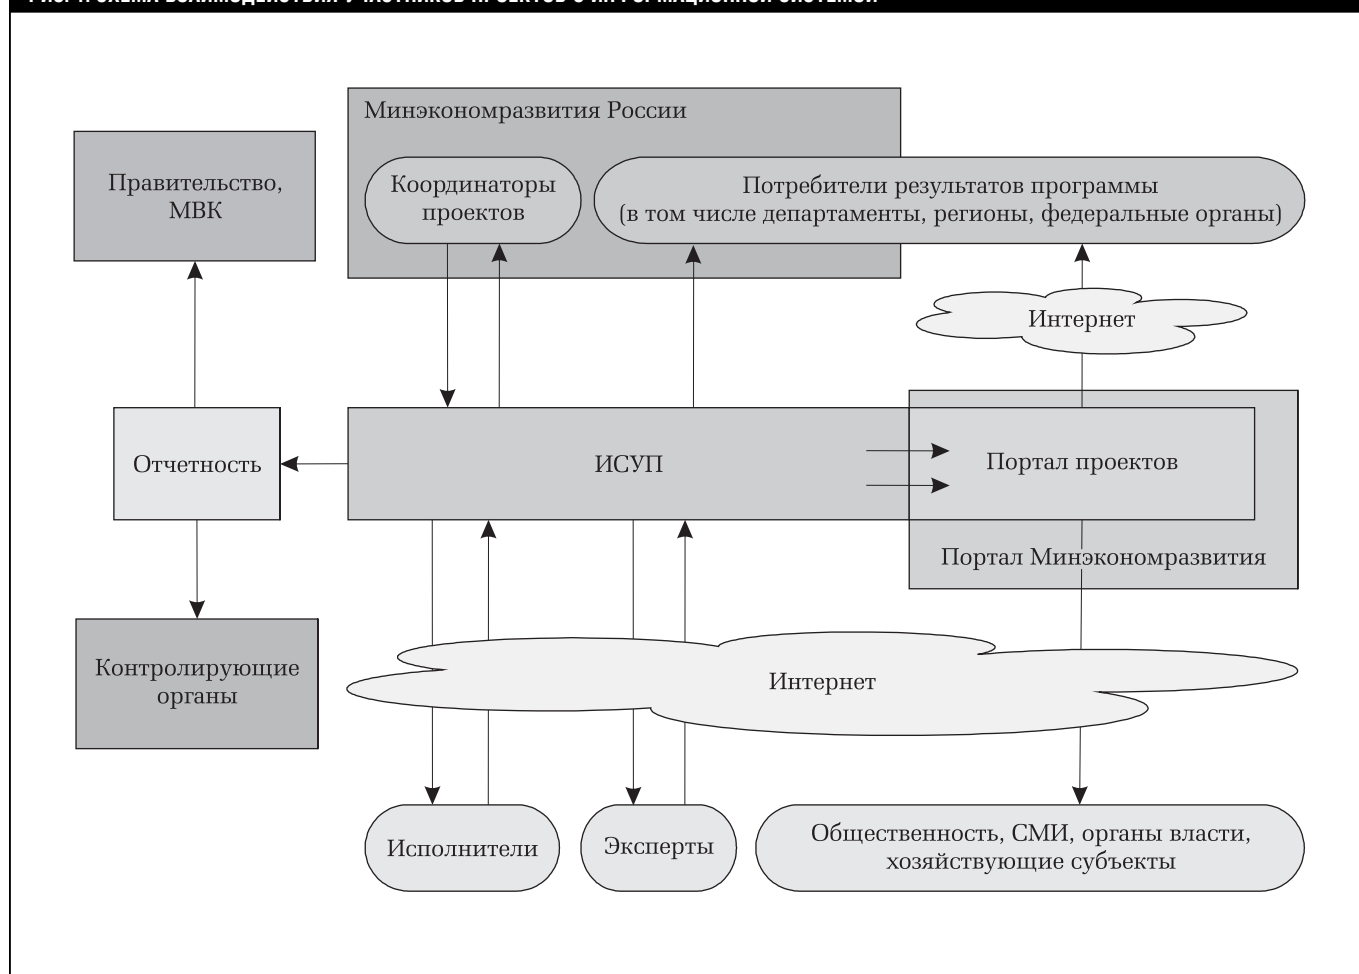 Минэкономразвития России
Правительство,
МВК
Координаторы
проектов
Потребители результатов программы
(в том числе департаменты, регионы, федеральные органы)
Интернет
Отчетность
ИСУП
Портал проектов
Портал Минэкономразвития
Контролирующие
органы
Интернет
Исполнители
Эксперты
Общественность, СМИ, органы власти,
хозяйствующие субъекты